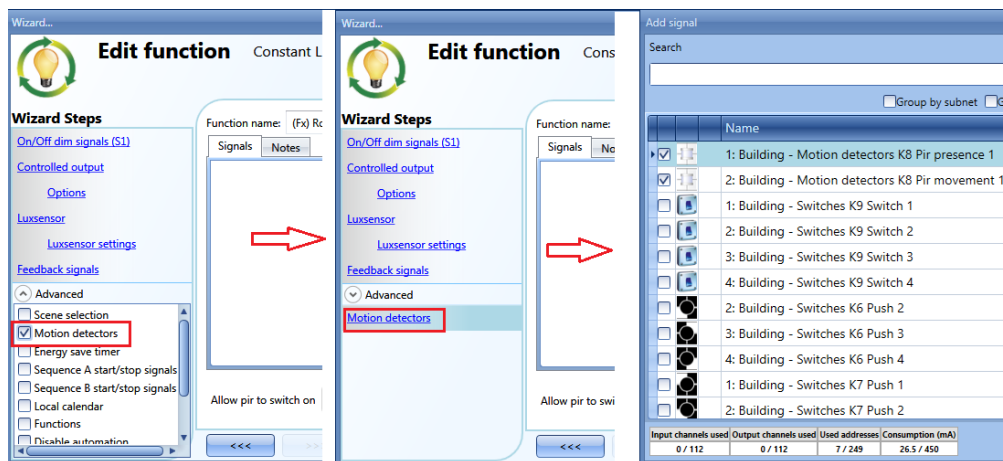 Wizard...
Edit function Constant L
Wizard Steps
On/Off dim signals (S1)
Controlled output
Options
Luxsensor
Luxsensor settings
Feedback signals
Advanced
Scene selection
Motion detectors
Energy save timer
Sequence A start/stop signals
Sequence B start/stop signals
Local calendar
Functions
Disable automation
Function name: (Fx) Ro
Signals Notes
Allow pir to switch on
<<< >>
Wizard...
Edit function Cons
Wizard Steps
On/Off dim signals (S1)
Controlled output
Options
Luxsensor
Luxsensor settings
Feedback signals
Advanced
Motion detectors
Function name:
Signals No
Allow pir to swi
<<<
Add signal
Search
Group by subnet G
Name
1: Building - Motion detectors K8 Pir presence 1
2: Building - Motion detectors K8 Pir movement 1
1: Building - Switches K9 Switch 1
2: Building - Switches K9 Switch 2
3: Building - Switches K9 Switch 3
4: Building - Switches K9 Switch 4
2: Building - Switches K6 Push 2
3: Building - Switches K6 Push 3
4: Building - Switches K6 Push 4
1: Building - Switches K7 Push 1
2: Building - Switches K7 Push 2
Input channels used Output channels used Used addresses Consumption (mA)
0 / 112 0 / 112 7 / 249 26.5 / 450